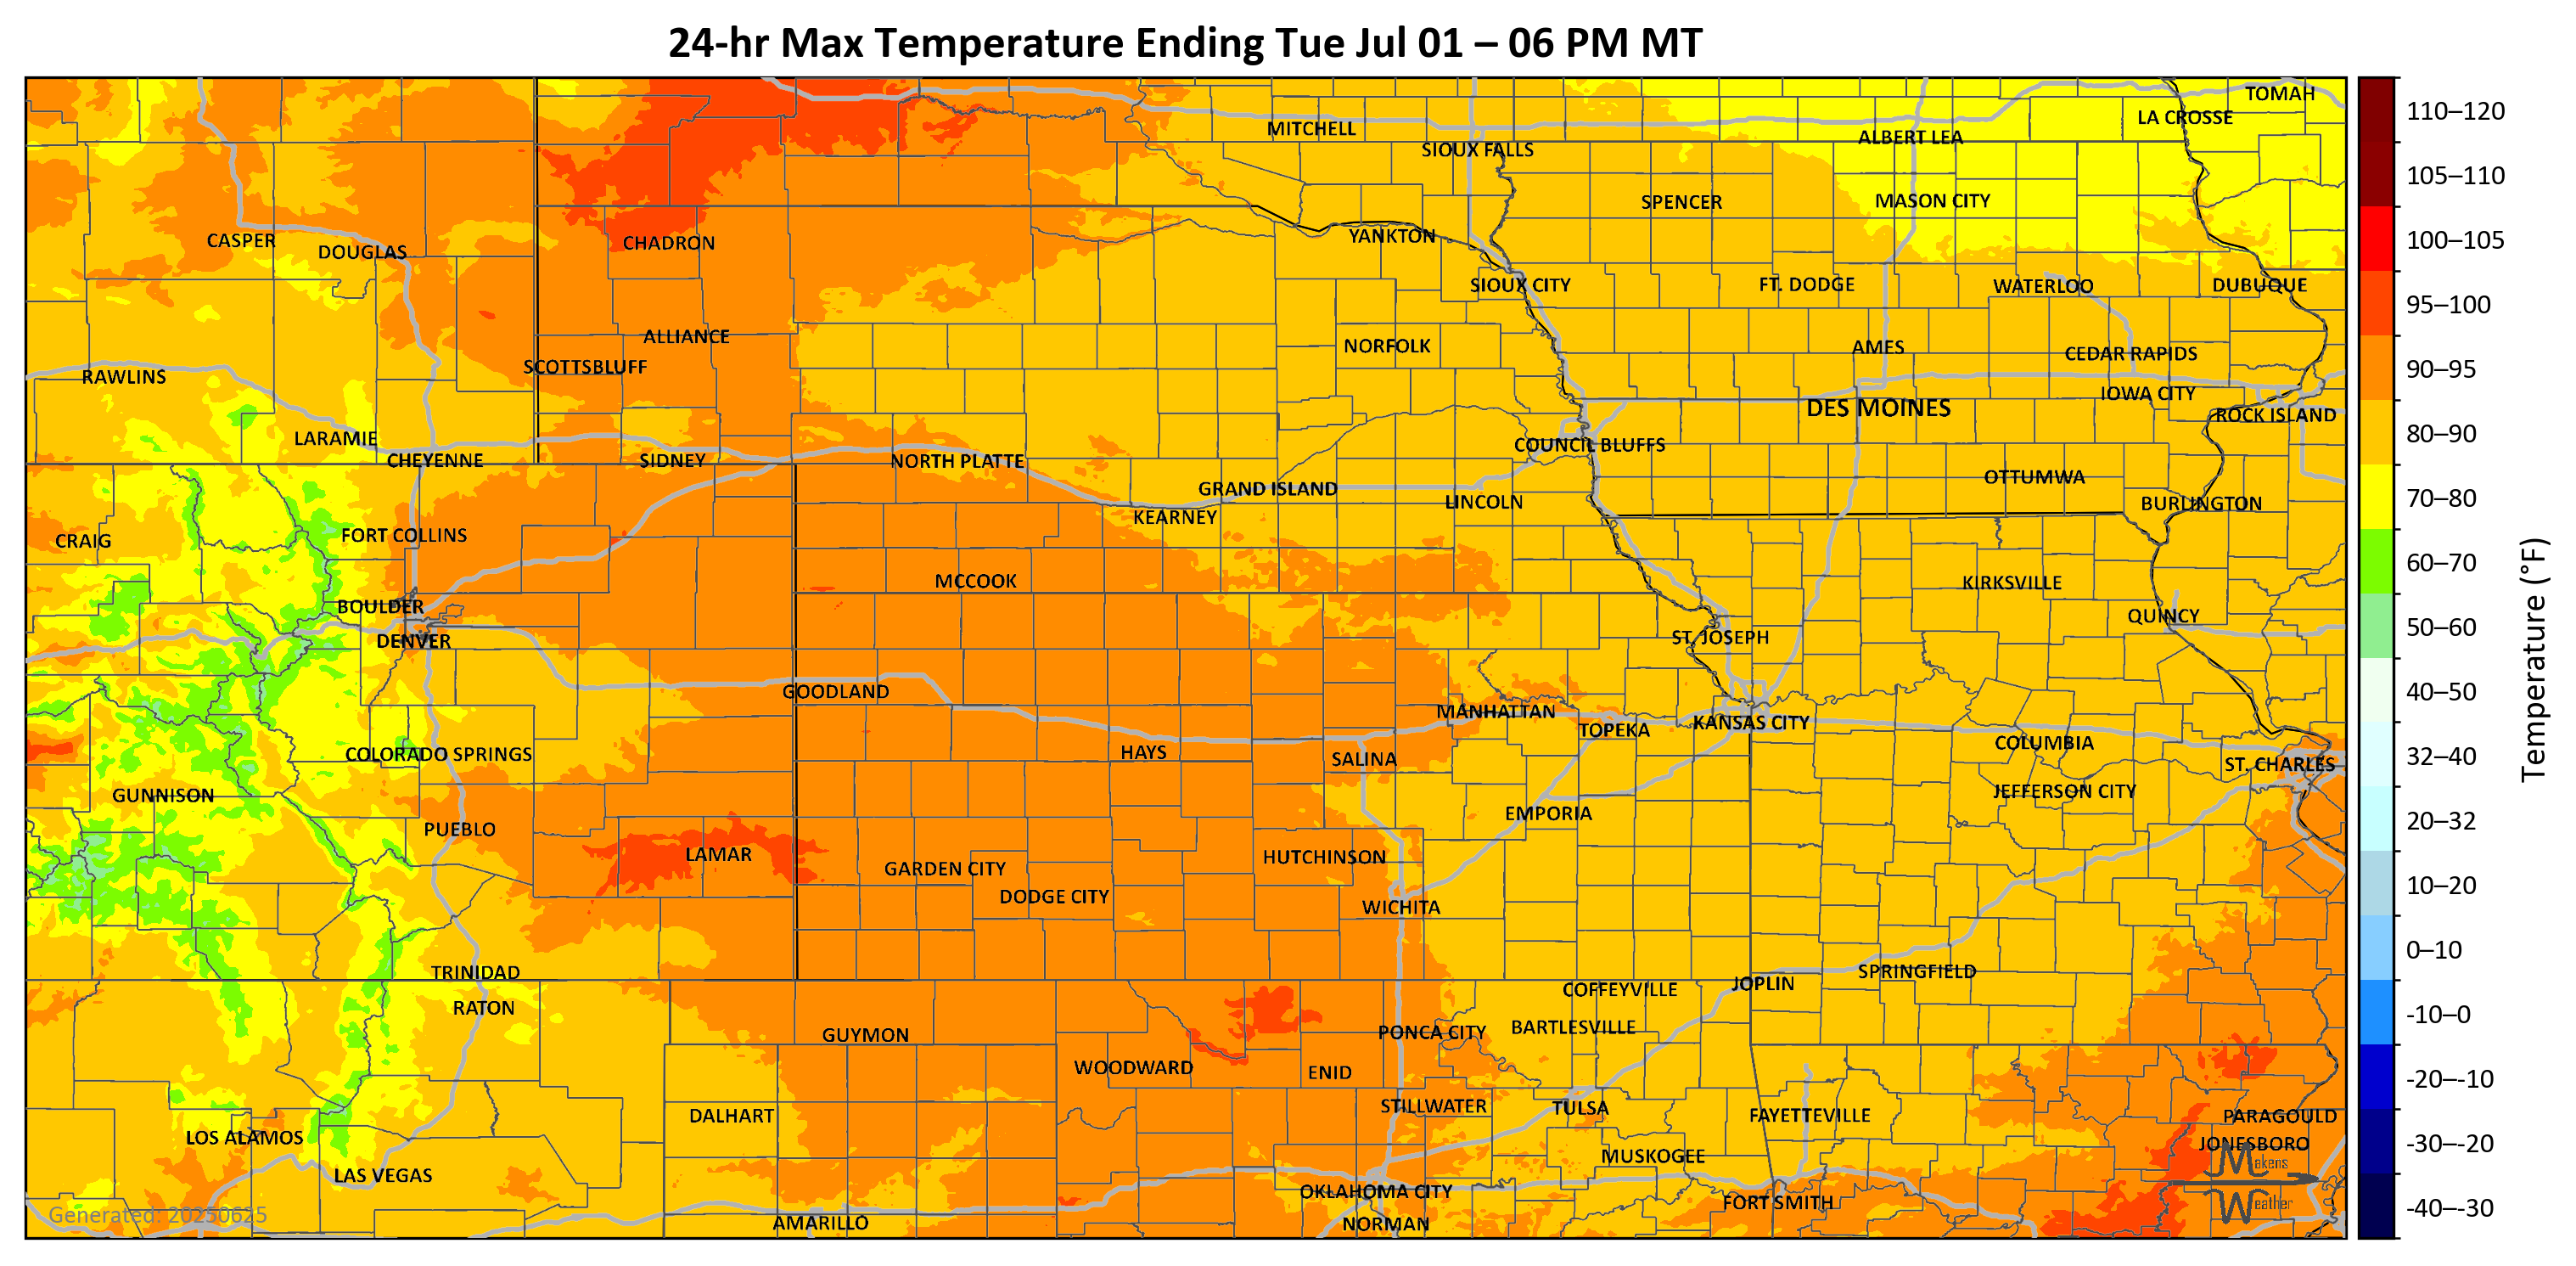 24-hr Max Temperature Ending Tue Jul 01 – 06 PM MT
TOMAH
LA CROSSE
MITCHELL
ALBERT LEA
SIOUX FALLS
SPENCER
MASON CITY
CASPER
DOUGLAS
CHADRON
YANKTON
SIOUX CITY
FT. DODGE
WATERLOO
DUBUQUE
ALLIANCE
NORFOLK
AMES
CEDAR RAPIDS
SCOTTSBLUFF
RAWLINS
IOWA CITY
DES MOINES
ROCK ISLAND
LARAMIE
COUNCIL BLUFFS
CHEYENNE
SIDNEY
NORTH PLATTE
OTTUMWA
GRAND ISLAND
LINCOLN
BURLINGTON
KEARNEY
FORT COLLINS
CRAIG
MCCOOK
KIRKSVILLE
BOULDER
QUINCY
DENVER
ST. JOSEPH
GOODLAND
MANHATTAN
TOPEKA
KANSAS CITY
COLUMBIA
COLORADO SPRINGS
HAYS
SALINA
ST. CHARLES
GUNNISON
JEFFERSON CITY
EMPORIA
PUEBLO
LAMAR
HUTCHINSON
GARDEN CITY
DODGE CITY
WICHITA
TRINIDAD
SPRINGFIELD
JOPLIN
COFFEYVILLE
RATON
GUYMON
PONCA CITY
BARTLESVILLE
WOODWARD
ENID
STILLWATER
TULSA
DALHART
FAYETTEVILLE
PARAGOULD
LOS ALAMOS
JONESBORO
MUSKOGEE
LAS VEGAS
OKLAHOMA CITY
FORT SMITH
AMARILLO
NORMAN
Generated: 20250625
Makens
Weather
110–120
105–110
100–105
95–100
90–95
80–90
70–80
60–70
50–60
40–50
32–40
20–32
10–20
0–10
-10–0
-20–-10
-30–-20
-40–-30
Temperature (°F)